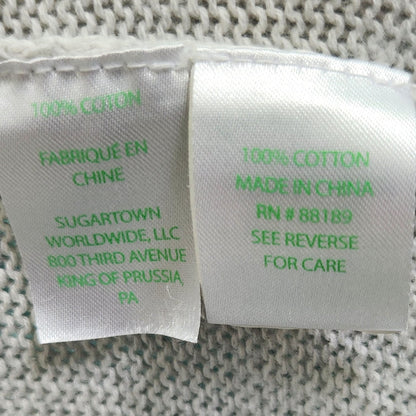 100% COTTON
FABRIQUÉ EN
CHINE
SUGARTOWN
WORLDWIDE, LLC
800 THIRD AVENUE
KING OF PRUSSIA,
PA
100% COTTON
MADE IN CHINA
RN # 88189
SEE REVERSE
FOR CARE